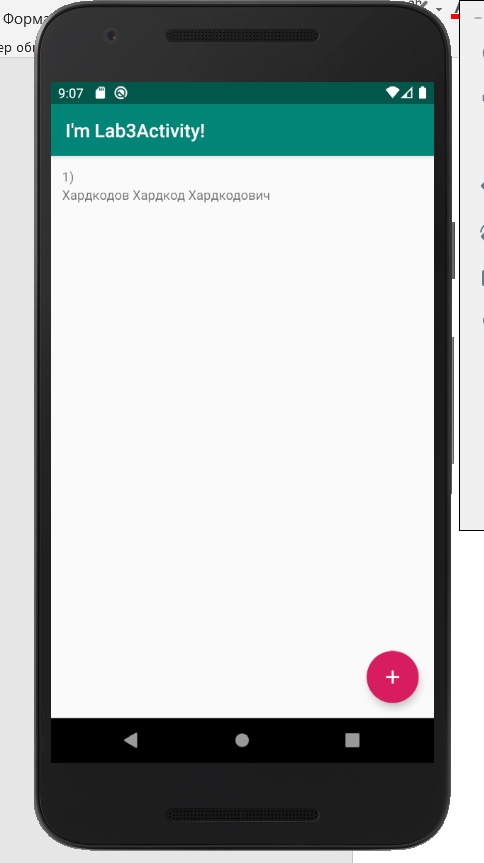 Форма
ер об
9:07
I'm Lab3Activity!
1)
Хардкодов Хардкод Хардкодович